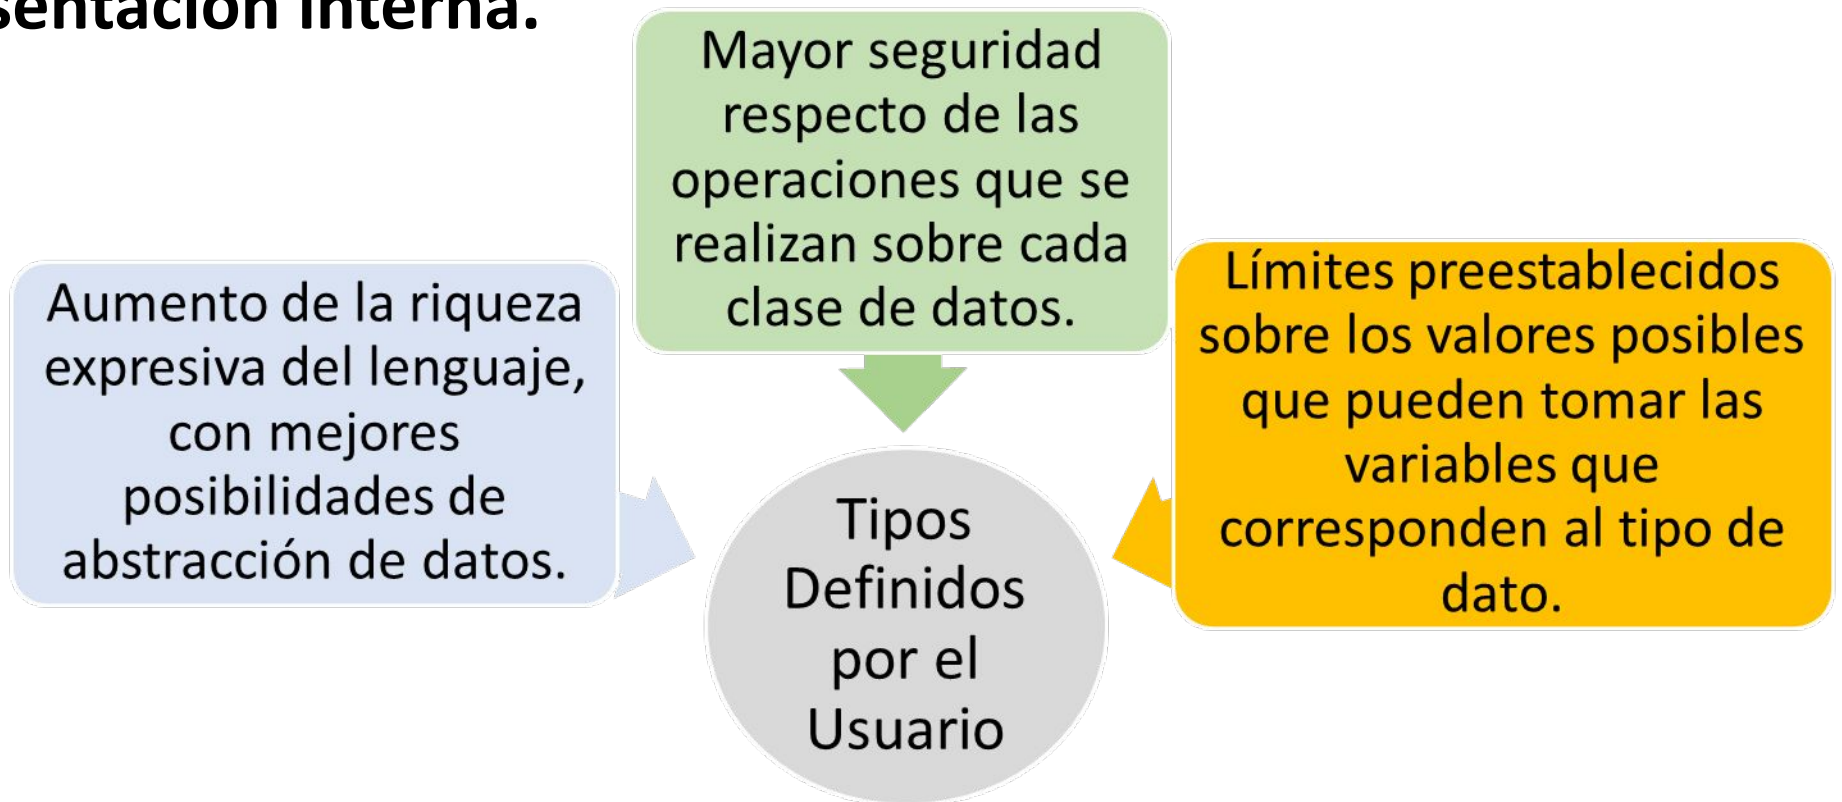 interna.
Mayor seguridad
respecto de las
operaciones que se
realizan sobre cada
clase de datos.
Aumento de la riqueza
expresiva del lenguaje,
con mejores
posibilidades de
abstracción de datos.
Límites preestablecidos
sobre los valores posibles
que pueden tomar las
variables que
corresponden al tipo de
dato.
Tipos
Definidos
por el
Usuario